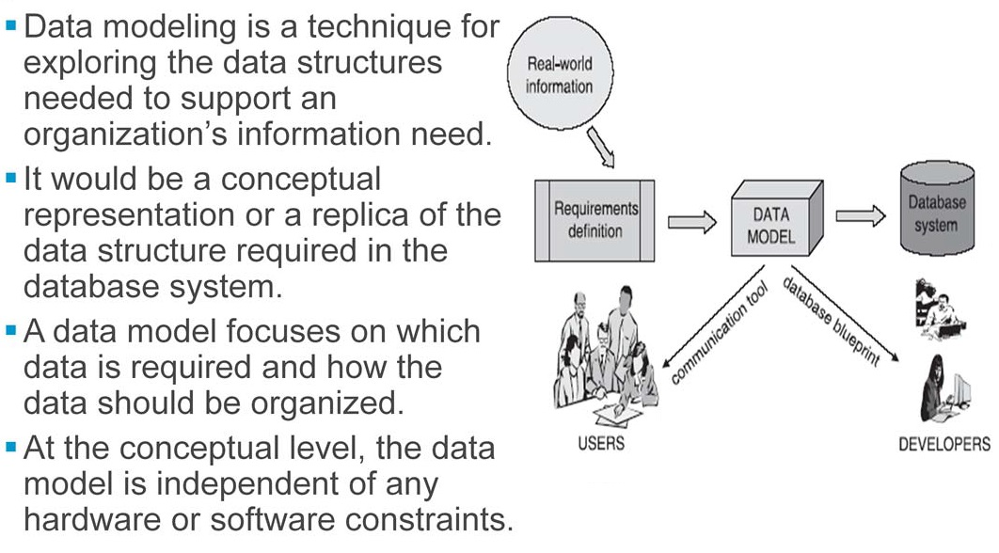 ▪ Data modeling is a technique for
exploring the data structures
needed to support an
organization's information need.
▪ It would be a conceptual
representation or a replica of the
data structure required in the
database system.
▪ A data model focuses on which
data is required and how the
data should be organized.
▪ At the conceptual level, the data
model is independent of any
hardware or software constraints.
Real-world
information
Requirements
definition
DATA
MODEL
Database
system
communication tool
database blueprint
USERS
DEVELOPERS